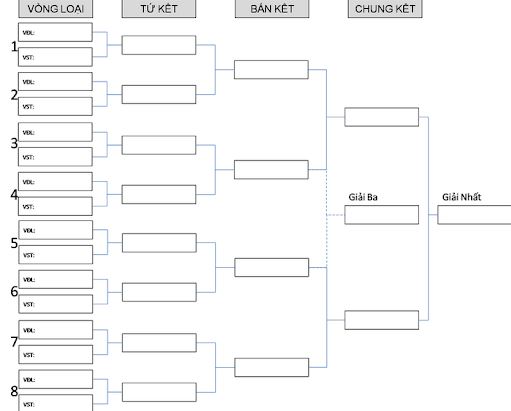 VÒNG LOẠI
TỨ KẾT
BÁN KẾT
CHUNG KẾT
1
VĐL:
VST:
2
VĐL:
VST:
3
VĐL:
VST:
4
VĐL:
VST:
Giải Ba
Giải Nhất
5
VĐL:
VST:
6
VĐL:
VST:
7
VĐL:
VST:
8
VĐL:
VST: